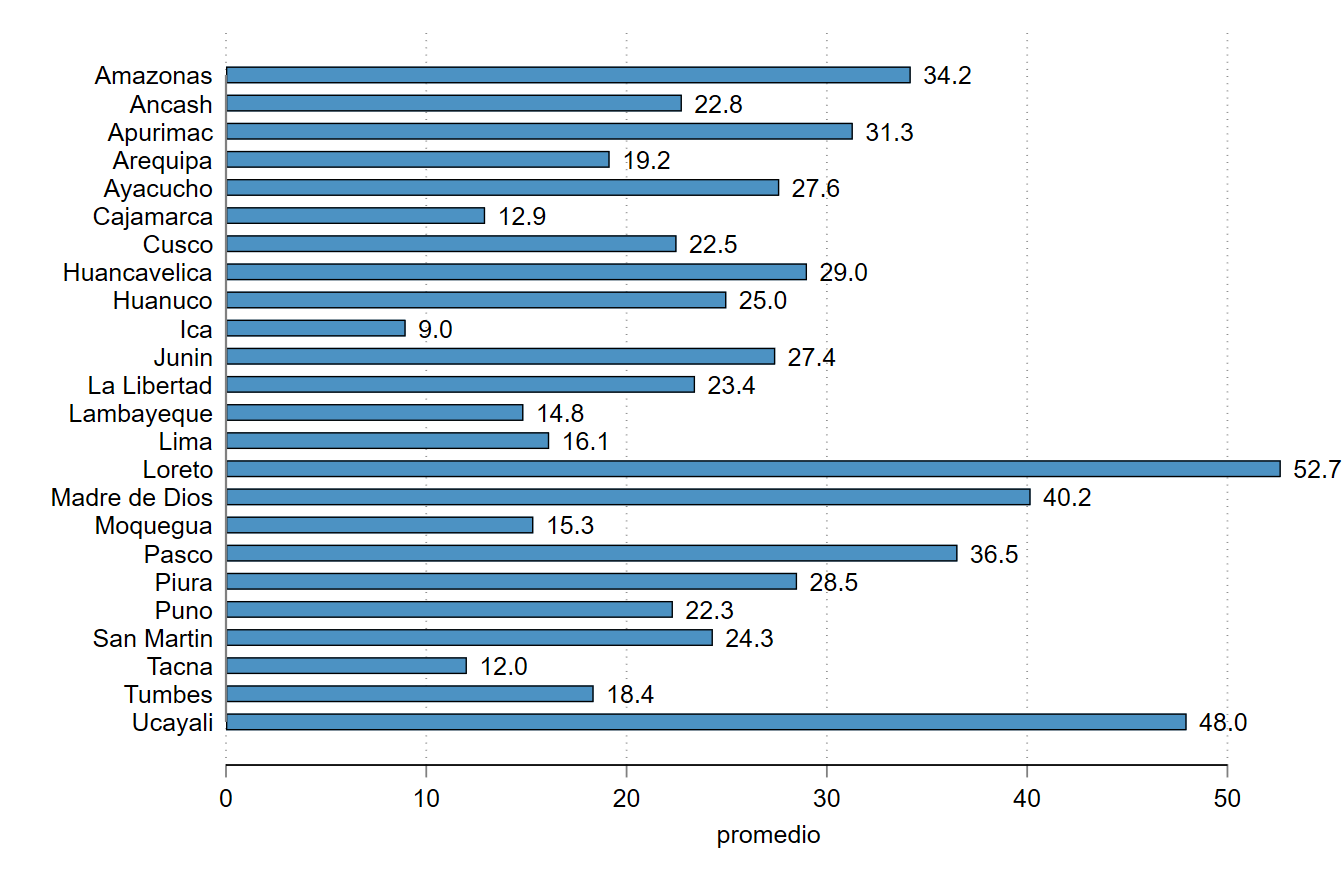 Amazonas 34.2
Ancash 22.8
Apurimac 31.3
Arequipa 19.2
Ayacucho 27.6
Cajamarca 12.9
Cusco 22.5
Huancavelica 29.0
Huanuco 25.0
Ica 9.0
Junin 27.4
La Libertad 23.4
Lambayeque 14.8
Lima 16.1
Loreto 52.7
Madre de Dios 40.2
Moquegua 15.3
Pasco 36.5
Piura 28.5
Puno 22.3
San Martin 24.3
Tacna 12.0
Tumbes 18.4
Ucayali 48.0
0 10 20 30 40 50
promedio